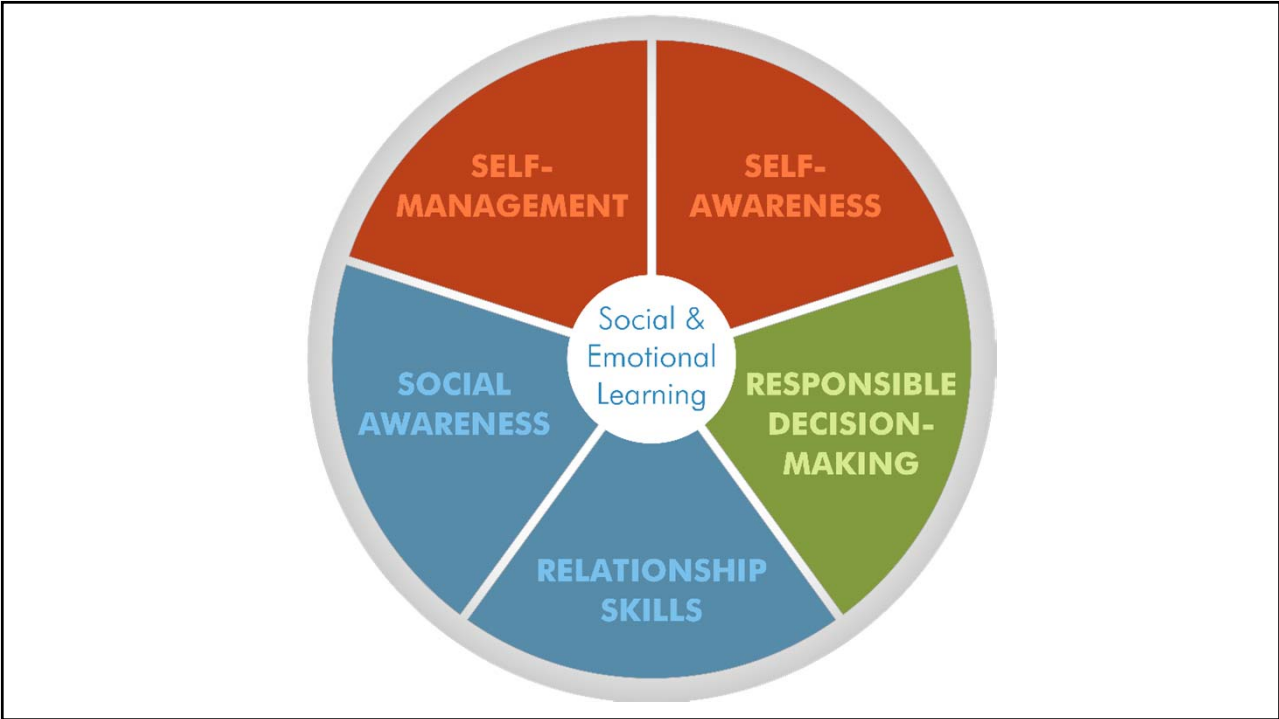 SELF-
MANAGEMENT
SELF-
AWARENESS
Social &
Emotional
Learning
SOCIAL
AWARENESS
RESPONSIBLE
DECISION-
MAKING
RELATIONSHIP
SKILLS